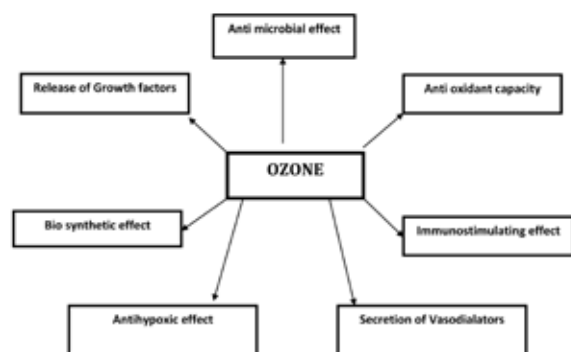 Anti microbial effect
Release of Growth factors
Anti oxidant capacity
OZONE
Bio synthetic effect
Immunostimulating effect
Antihypoxic effect
Secretion of Vasodialators